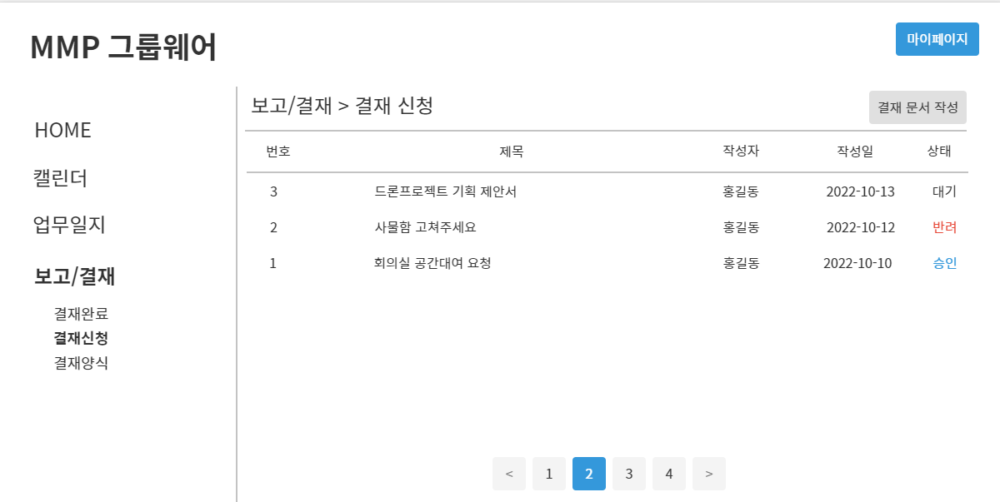 MMP 그룹웨어
마이페이지
HOME
캘린더
업무일지
보고/결재
결재완료
결재신청
결재양식
보고/결재 > 결재 신청
결재 문서 작성
번호 제목 작성자 작성일 상태
3 드론프로젝트 기획 제안서 홍길동 2022-10-13 대기
2 사물함 고쳐주세요 홍길동 2022-10-12 반려
1 회의실 공간대여 요청 홍길동 2022-10-10 승인
< 1 2 3 4 >